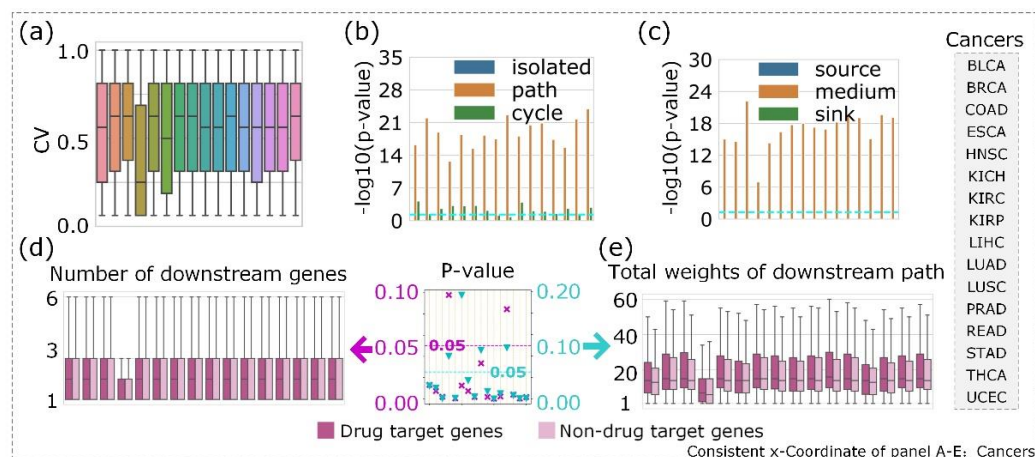 (a)
1.0
0.5
0.0
CV
(b)
35
28
21
14
7
0
-log10(p-value)
isolated
path
cycle
(c)
30
24
18
12
6
0
-log10(p-value)
source
medium
sink
Cancers
BLCA
BRCA
COAD
ESCA
HNSC
KICH
KIRC
KIRP
LIHC
LUAD
LUSC
PRAD
READ
STAD
THCA
UCEC
(d)
Number of downstream genes
6
3
1
P-value
0.10
0.05
0.00
0.05
0.05
0.20
0.10
0.00
(e)
Total weights of downstream path
60
40
20
1
Drug target genes
Non-drug target genes
Consistent x-Coordinate of panel A-E: Cancers